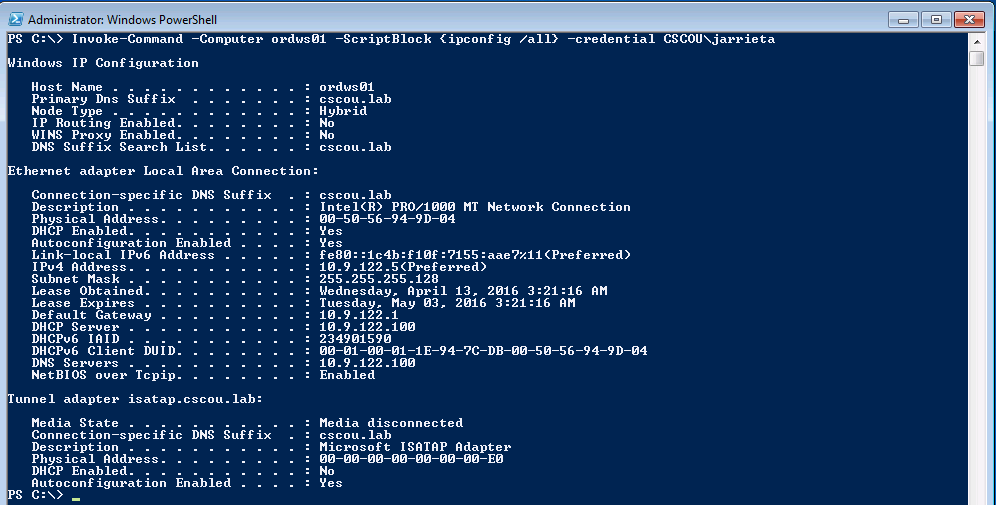 Administrator: Windows PowerShell
PS C:\> Invoke-Command -Computer ordws01 -ScriptBlock {ipconfig /all} -credential CSCOU\jarrieta
Windows IP Configuration
Host Name . . . . . . . . . . . . : ordws01
Primary Dns Suffix  . . . . . . . : cscou.lab
Node Type . . . . . . . . . . . . : Hybrid
IP Routing Enabled. . . . . . . . : No
WINS Proxy Enabled. . . . . . . . : No
DNS Suffix Search List. . . . . . : cscou.lab
Ethernet adapter Local Area Connection:
Connection-specific DNS Suffix  . : cscou.lab
Description . . . . . . . . . . . : Intel(R) PRO/1000 MT Network Connection
Physical Address. . . . . . . . . : 00-50-56-94-9D-04
DHCP Enabled. . . . . . . . . . . : Yes
Autoconfiguration Enabled . . . . : Yes
Link-local IPv6 Address . . . . . : fe80::1c4b:f10f:7155:aae7%11(Preferred)
IPv4 Address. . . . . . . . . . . : 10.9.122.5(Preferred)
Subnet Mask . . . . . . . . . . . : 255.255.255.128
Lease Obtained. . . . . . . . . . : Wednesday, April 13, 2016 3:21:16 AM
Lease Expires . . . . . . . . . . : Tuesday, May 03, 2016 3:21:16 AM
Default Gateway . . . . . . . . . : 10.9.122.1
DHCP Server . . . . . . . . . . . : 10.9.122.100
DHCPv6 IAID . . . . . . . . . . . : 234901590
DHCPv6 Client DUID. . . . . . . . : 00-01-00-01-1E-94-7C-DB-00-50-56-94-9D-04
DNS Servers . . . . . . . . . . . : 10.9.122.100
NetBIOS over Tcpip. . . . . . . . : Enabled
Tunnel adapter isatap.cscou.lab:
Media State . . . . . . . . . . . : Media disconnected
Connection-specific DNS Suffix  . : cscou.lab
Description . . . . . . . . . . . : Microsoft ISATAP Adapter
Physical Address. . . . . . . . . : 00-00-00-00-00-00-00-E0
DHCP Enabled. . . . . . . . . . . : No
Autoconfiguration Enabled . . . . : Yes
PS C:\> _